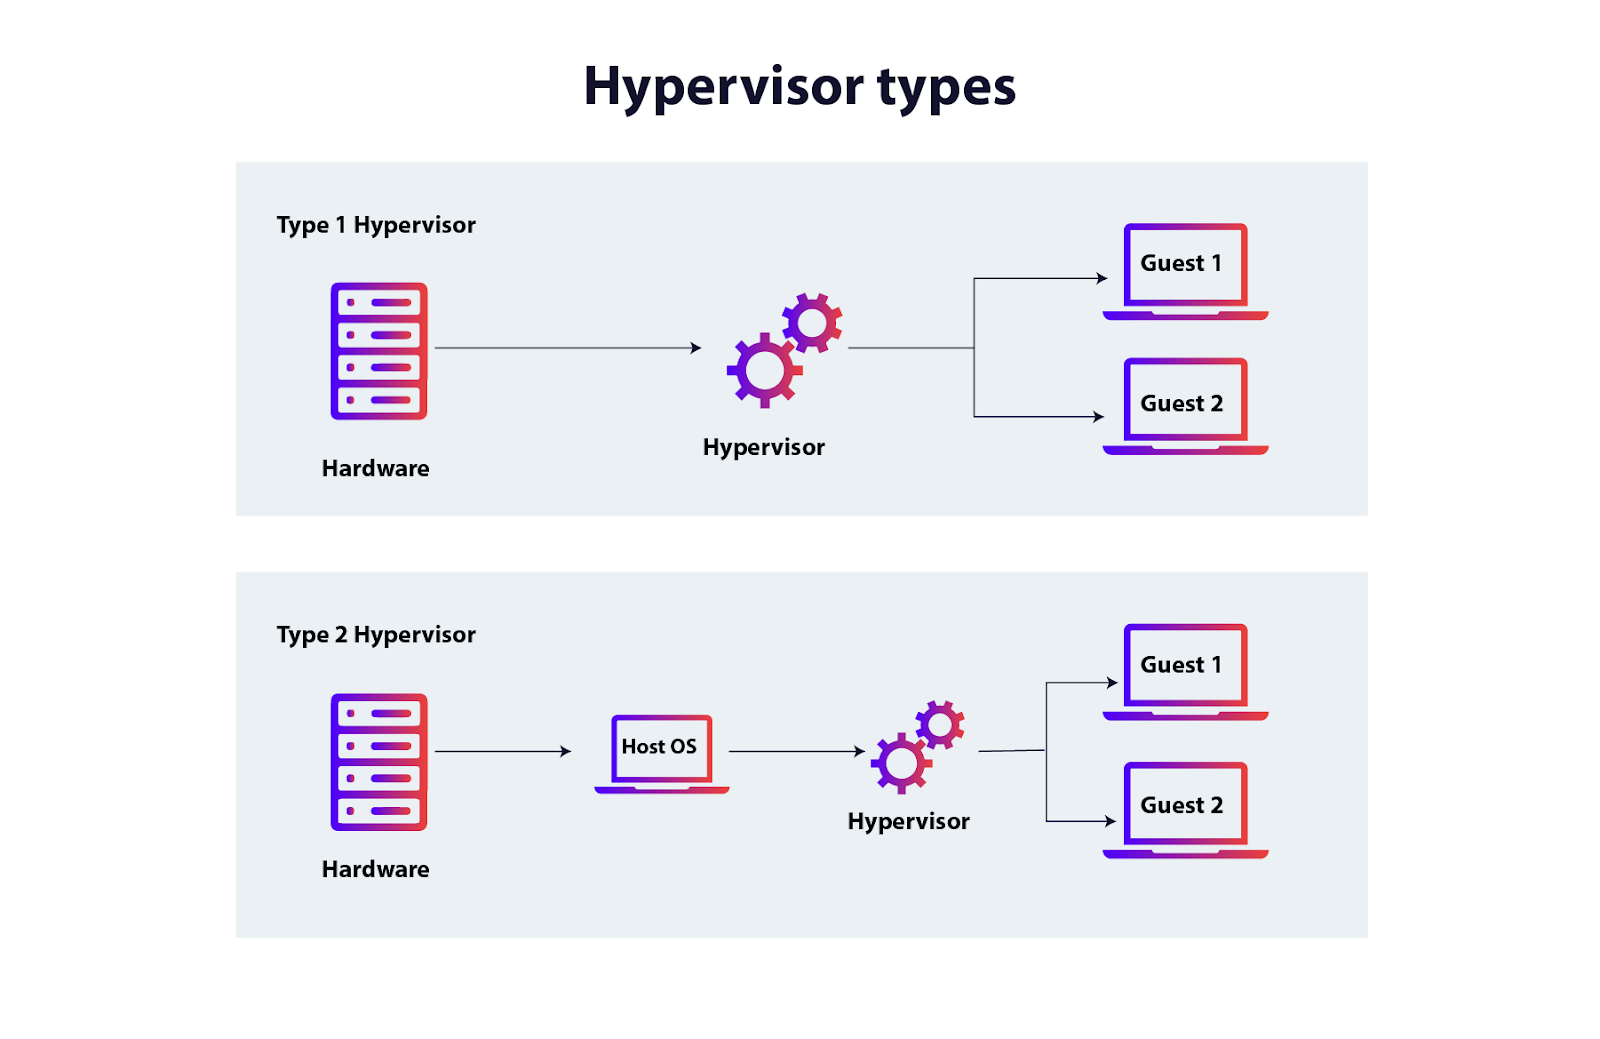 Hypervisor types
Type 1 Hypervisor
Guest 1
Guest 2
Hypervisor
Hardware
Type 2 Hypervisor
Guest 1
Host OS
Guest 2
Hypervisor
Hardware